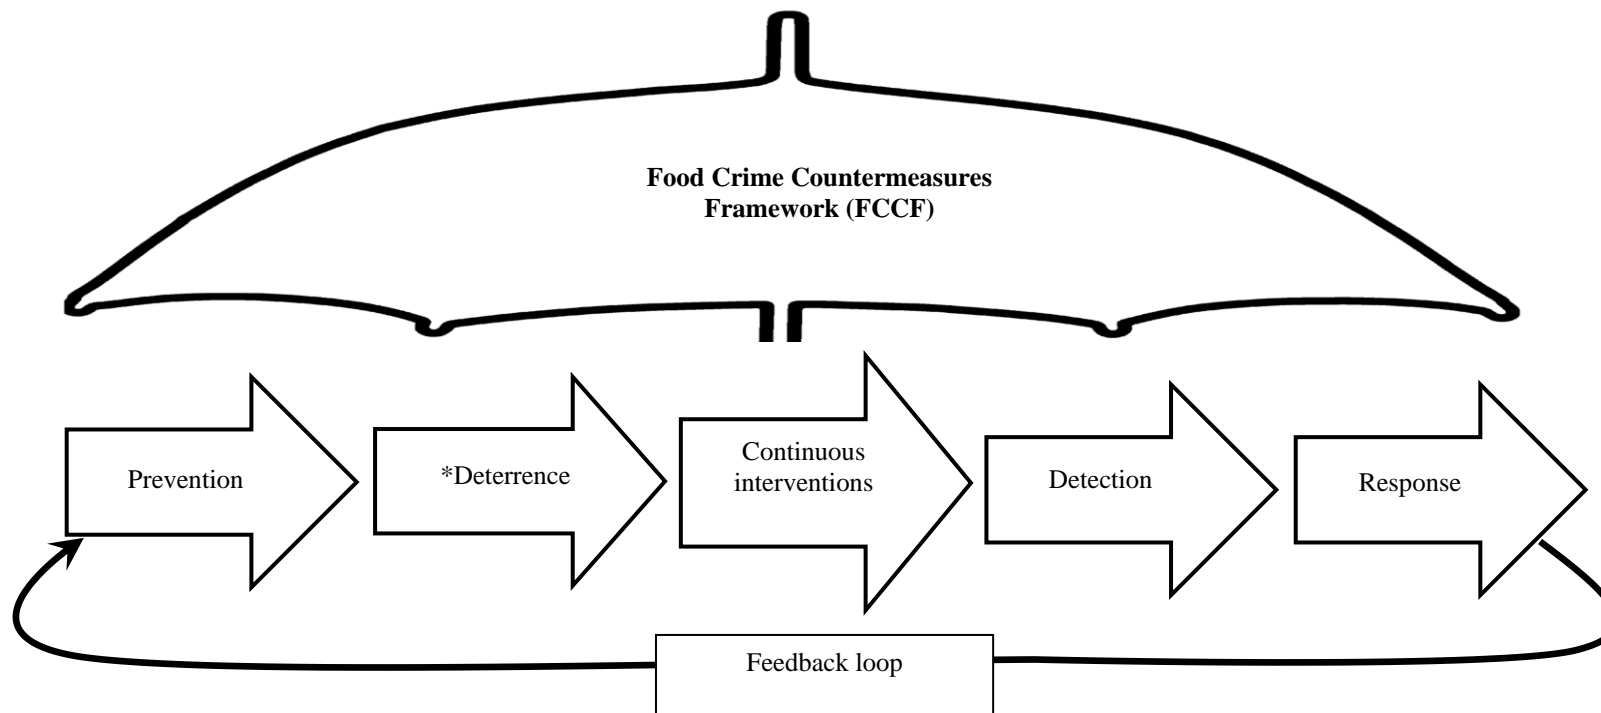 Food Crime Countermeasures
Framework (FCCF)
Prevention
*Deterrence
Continuous
interventions
Detection
Response
Feedback loop